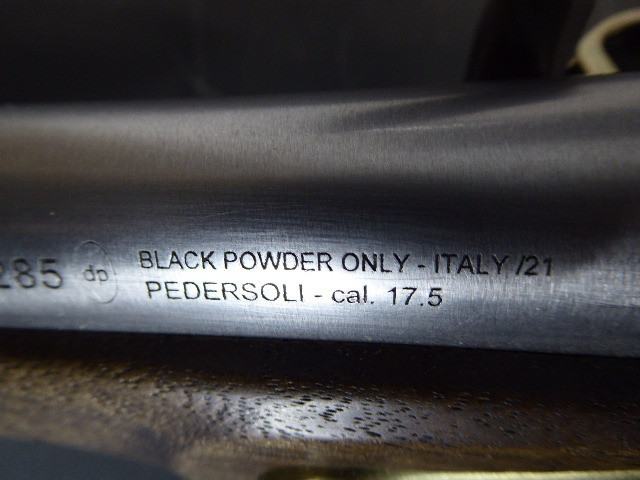 285 dp BLACK POWDER ONLY - ITALY /21
PEDERSOLI - cal. 17.5